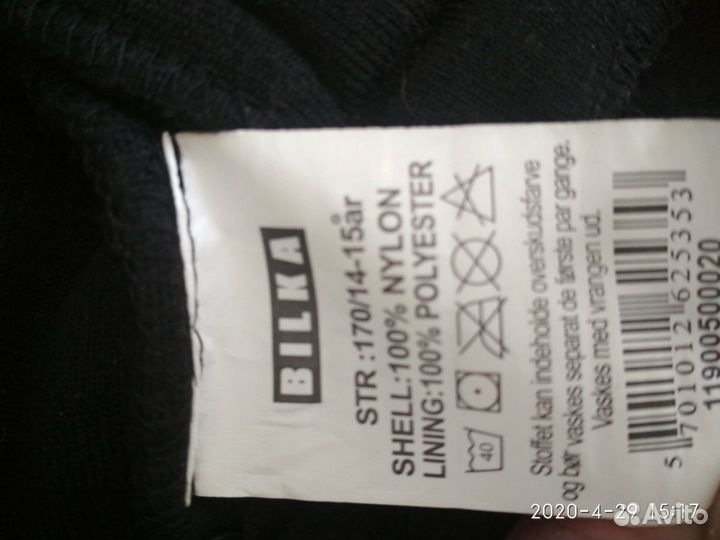 BILKA
STR :170/14-15år
SHELL:100% NYLON
LINING:100% POLYESTER
40
Stoffet kan indeholde overskudsfarve
og bør vaskes separat de første par gange.
Vaskes med vrangen ud.
5 701012 625353
11900500020
2020-4-29 15:17
Avito